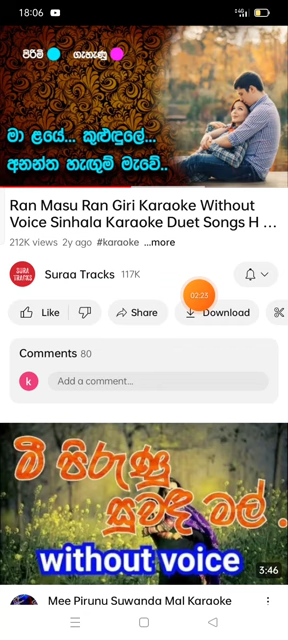 18:06
පිරිමි ගැහැණු
මා ළයේ... කුළුඳුලේ...
අනන්ත හැඟුම් මැවේ..
Ran Masu Ran Giri Karaoke Without
Voice Sinhala Karaoke Duet Songs H ...
212K views 2y ago #karaoke ...more
SURA TRACKS
Suraa Tracks 117K
02:23
Like Share Download
Comments 80
k Add a comment...
මී පිරුණු
සුවඳ මල් .
without voice
3:46
Mee Pirunu Suwanda Mal Karaoke